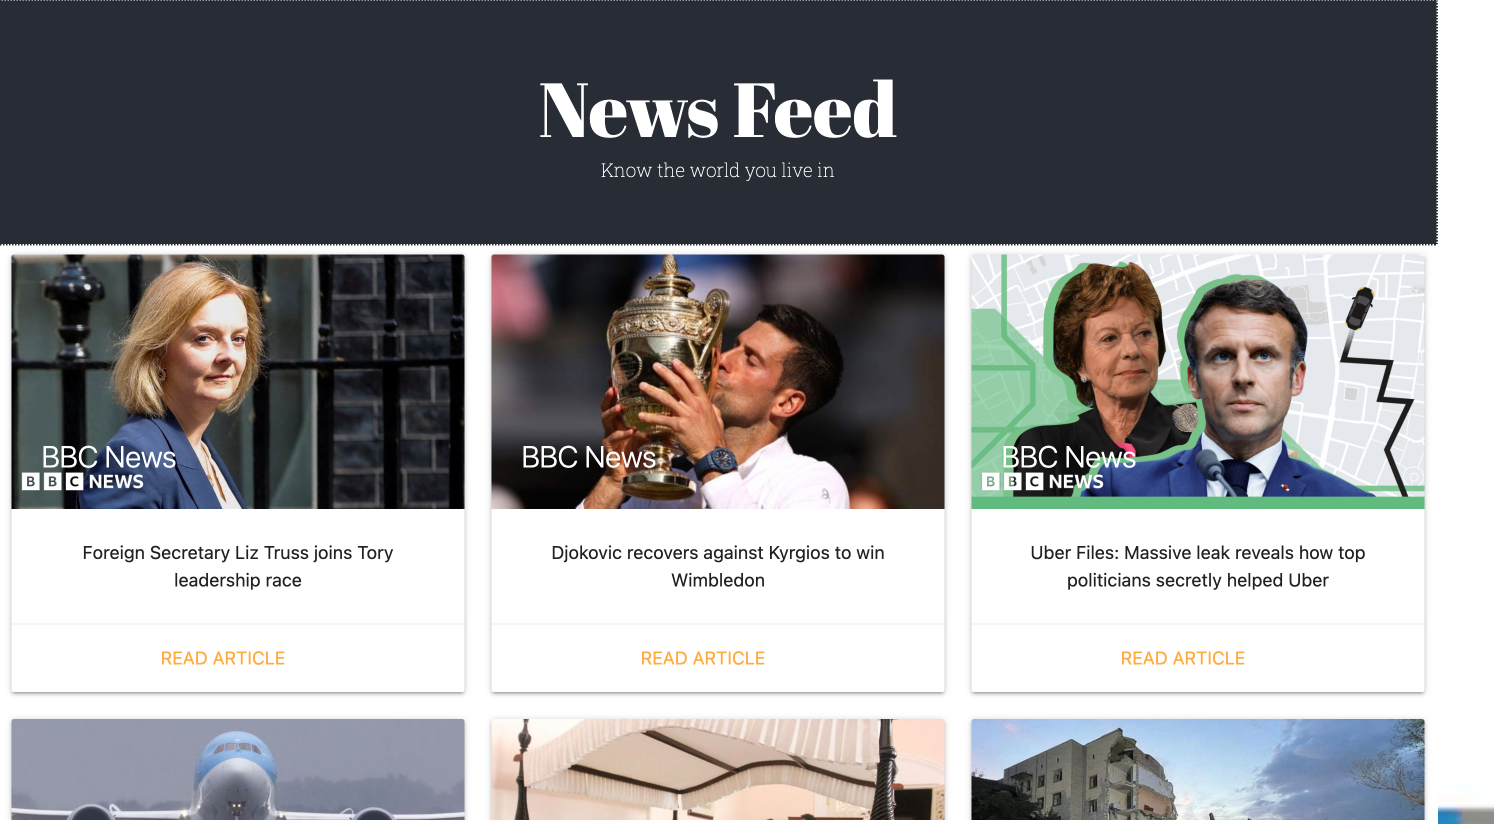 News Feed
Know the world you live in
BBC News
BBC NEWS
BBC News
BBC News
BBC NEWS
Foreign Secretary Liz Truss joins Tory
leadership race
Djokovic recovers against Kyrgios to win
Wimbledon
Uber Files: Massive leak reveals how top
politicians secretly helped Uber
READ ARTICLE
READ ARTICLE
READ ARTICLE